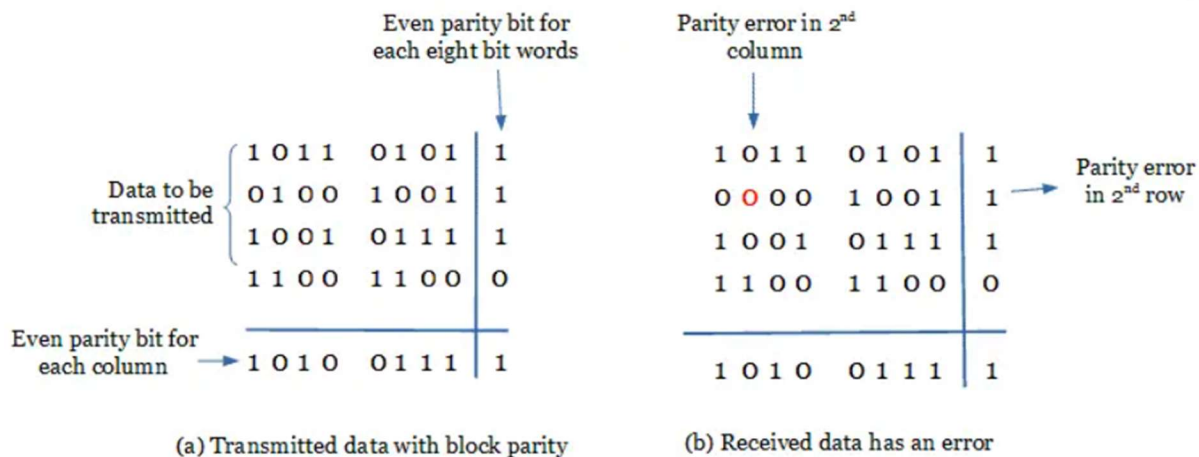 Even parity bit for
each eight bit words
Parity error in 2nd
column
1 0 1 1 0 1 0 1 1
0 1 0 0 1 0 0 1 1
1 0 0 1 0 1 1 1 1
1 1 0 0 1 1 0 0 0
Data to be
transmitted
Even parity bit for
each column
1 0 1 0 0 1 1 1 1
(a) Transmitted data with block parity
1 0 1 1 0 1 0 1 1
0 0 0 0 1 0 0 1 1
1 0 0 1 0 1 1 1 1
1 1 0 0 1 1 0 0 0
Parity error
in 2nd row
1 0 1 0 0 1 1 1 1
(b) Received data has an error